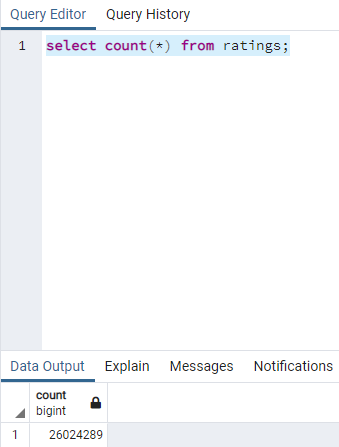 Query Editor Query History
1 select count(*) from ratings;
Data Output Explain Messages Notifications
count
bigint
1 26024289